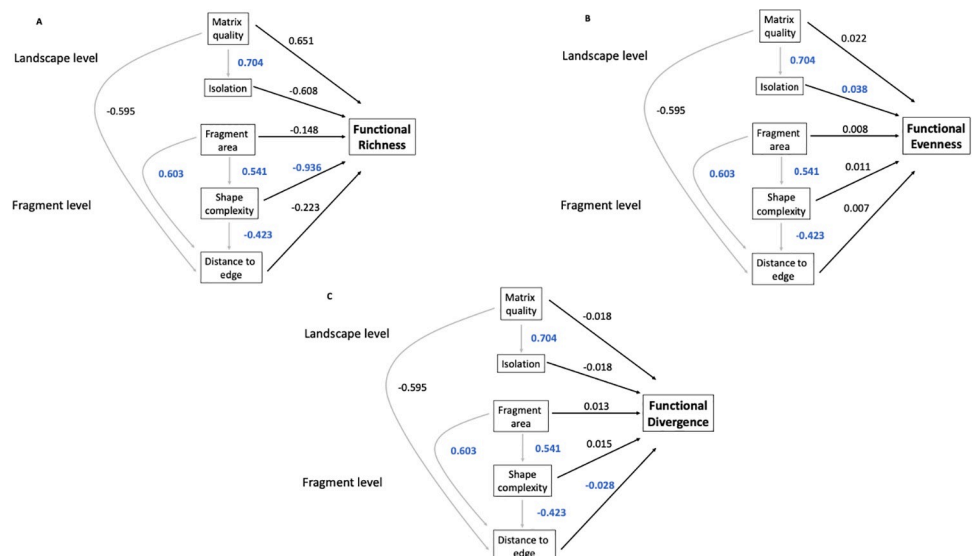 A
Landscape level
Matrix
quality
0.651
0.704
Isolation
-0.608
-0.595
Fragment
area
-0.148
Functional
Richness
0.603
0.541
-0.936
Fragment level
Shape
complexity
-0.223
-0.423
Distance to
edge
B
Landscape level
Matrix
quality
0.022
0.704
Isolation
0.038
-0.595
Fragment
area
0.008
Functional
Evenness
0.603
0.541
0.011
Fragment level
Shape
complexity
0.007
-0.423
Distance to
edge
C
Landscape level
Matrix
quality
-0.018
0.704
Isolation
-0.018
-0.595
Fragment
area
0.013
Functional
Divergence
0.603
0.541
0.015
Fragment level
Shape
complexity
-0.028
-0.423
Distance to
edge